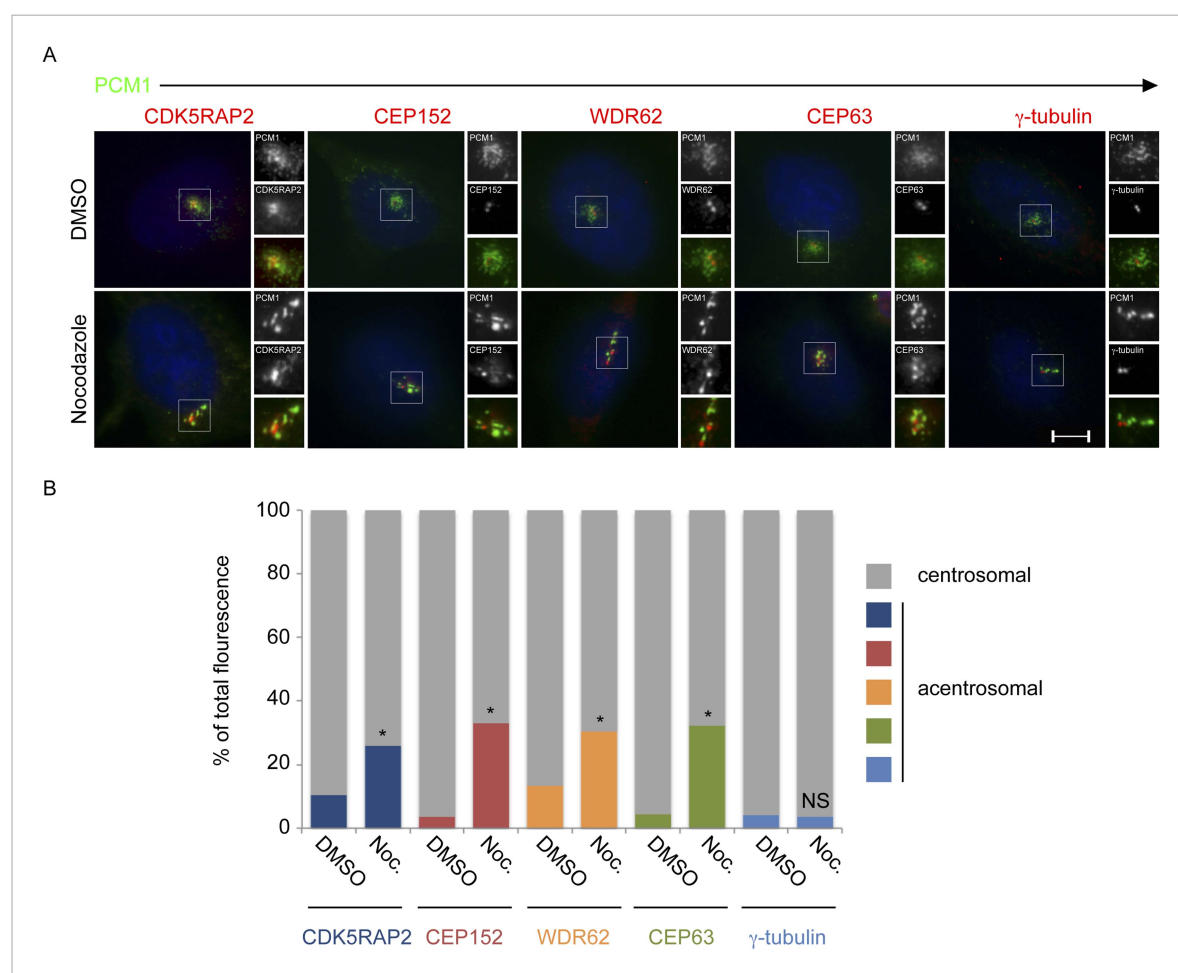 A
PCM1
CDK5RAP2 CEP152 WDR62 CEP63 γ-tubulin
DMSO
PCM1 PCM1 PCM1 PCM1 PCM1
CDK5RAP2 CEP152 WDR62 CEP63 γ-tubulin
Nocodazole
PCM1 PCM1 PCM1 PCM1 PCM1
CDK5RAP2 CEP152 WDR62 CEP63 γ-tubulin
B
% of total flourescence
100
80
60
40
20
0
* * * * NS
centrosomal
acentrosomal
DMSO Noc. DMSO Noc. DMSO Noc. DMSO Noc. DMSO Noc.
CDK5RAP2 CEP152 WDR62 CEP63 γ-tubulin